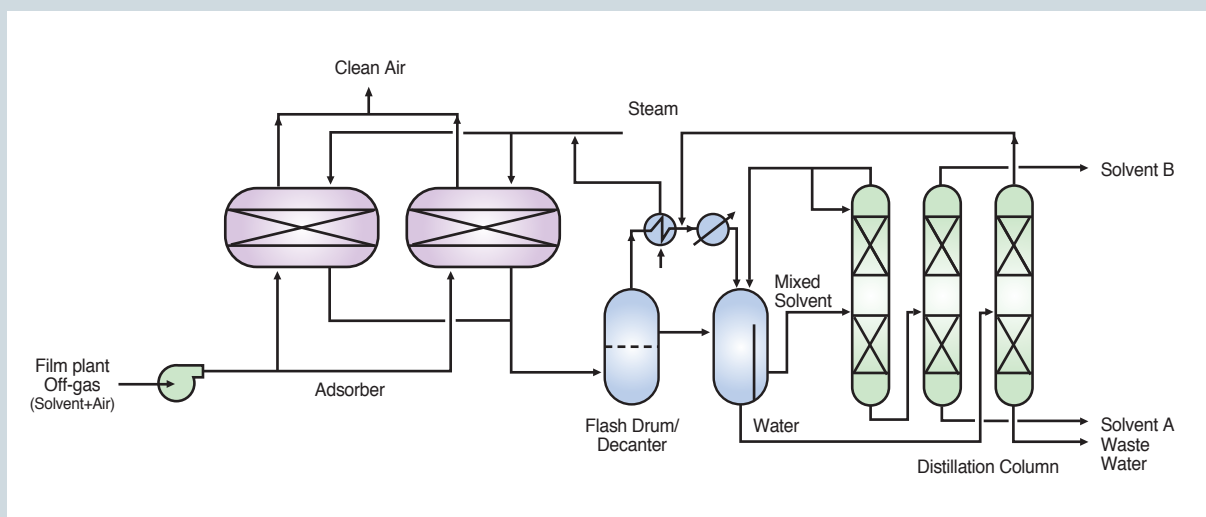 Clean Air
Steam
Solvent B
Mixed
Solvent
Film plant
Off-gas
(Solvent+Air)
Adsorber
Flash Drum/
Decanter
Water
Solvent A
Waste
Water
Distillation Column